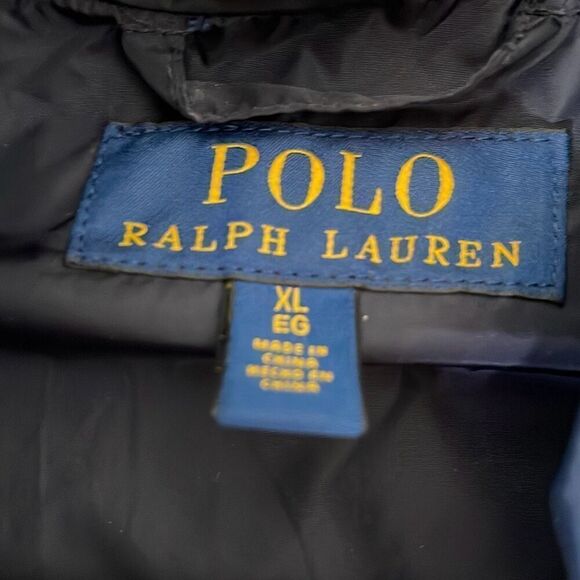 POLO
RALPH LAUREN
XL
EG
MADE IN
CHINA
HECHO EN
CHINA